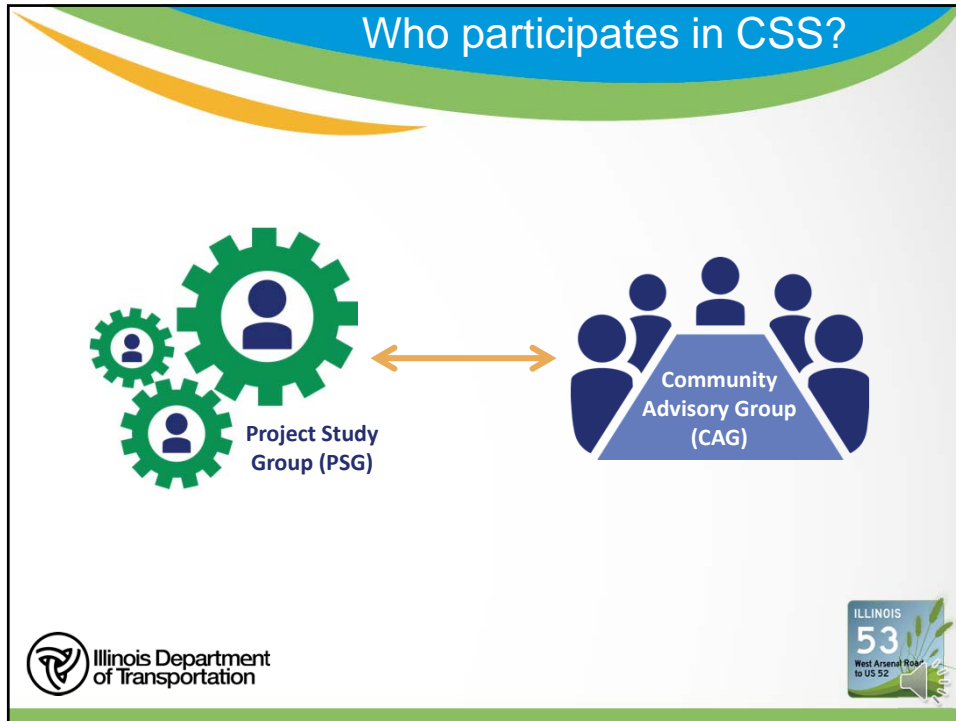 Who participates in CSS?
Project Study
Group (PSG)
Community
Advisory Group
(CAG)
Illinois Department
of Transportation
ILLINOIS
53
West Arsenal Road
to US 52